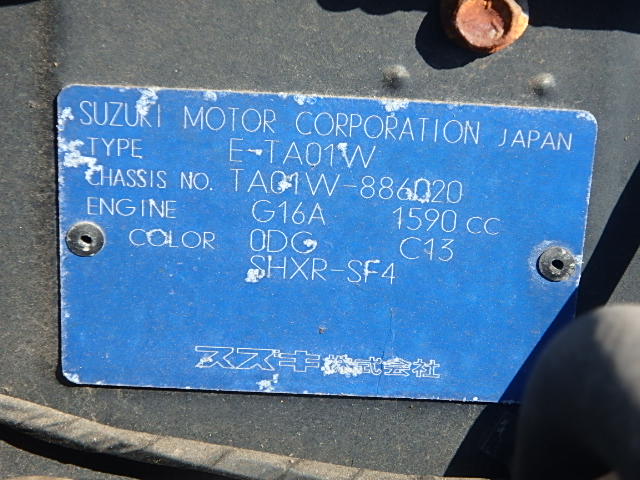 SUZUKI MOTOR CORPORATION JAPAN
TYPE E-TA01W
CHASSIS NO. TA01W-886020
ENGINE G16A 1590 CC
COLOR 0DG C13
SHXR-SF4
スズキ株式会社